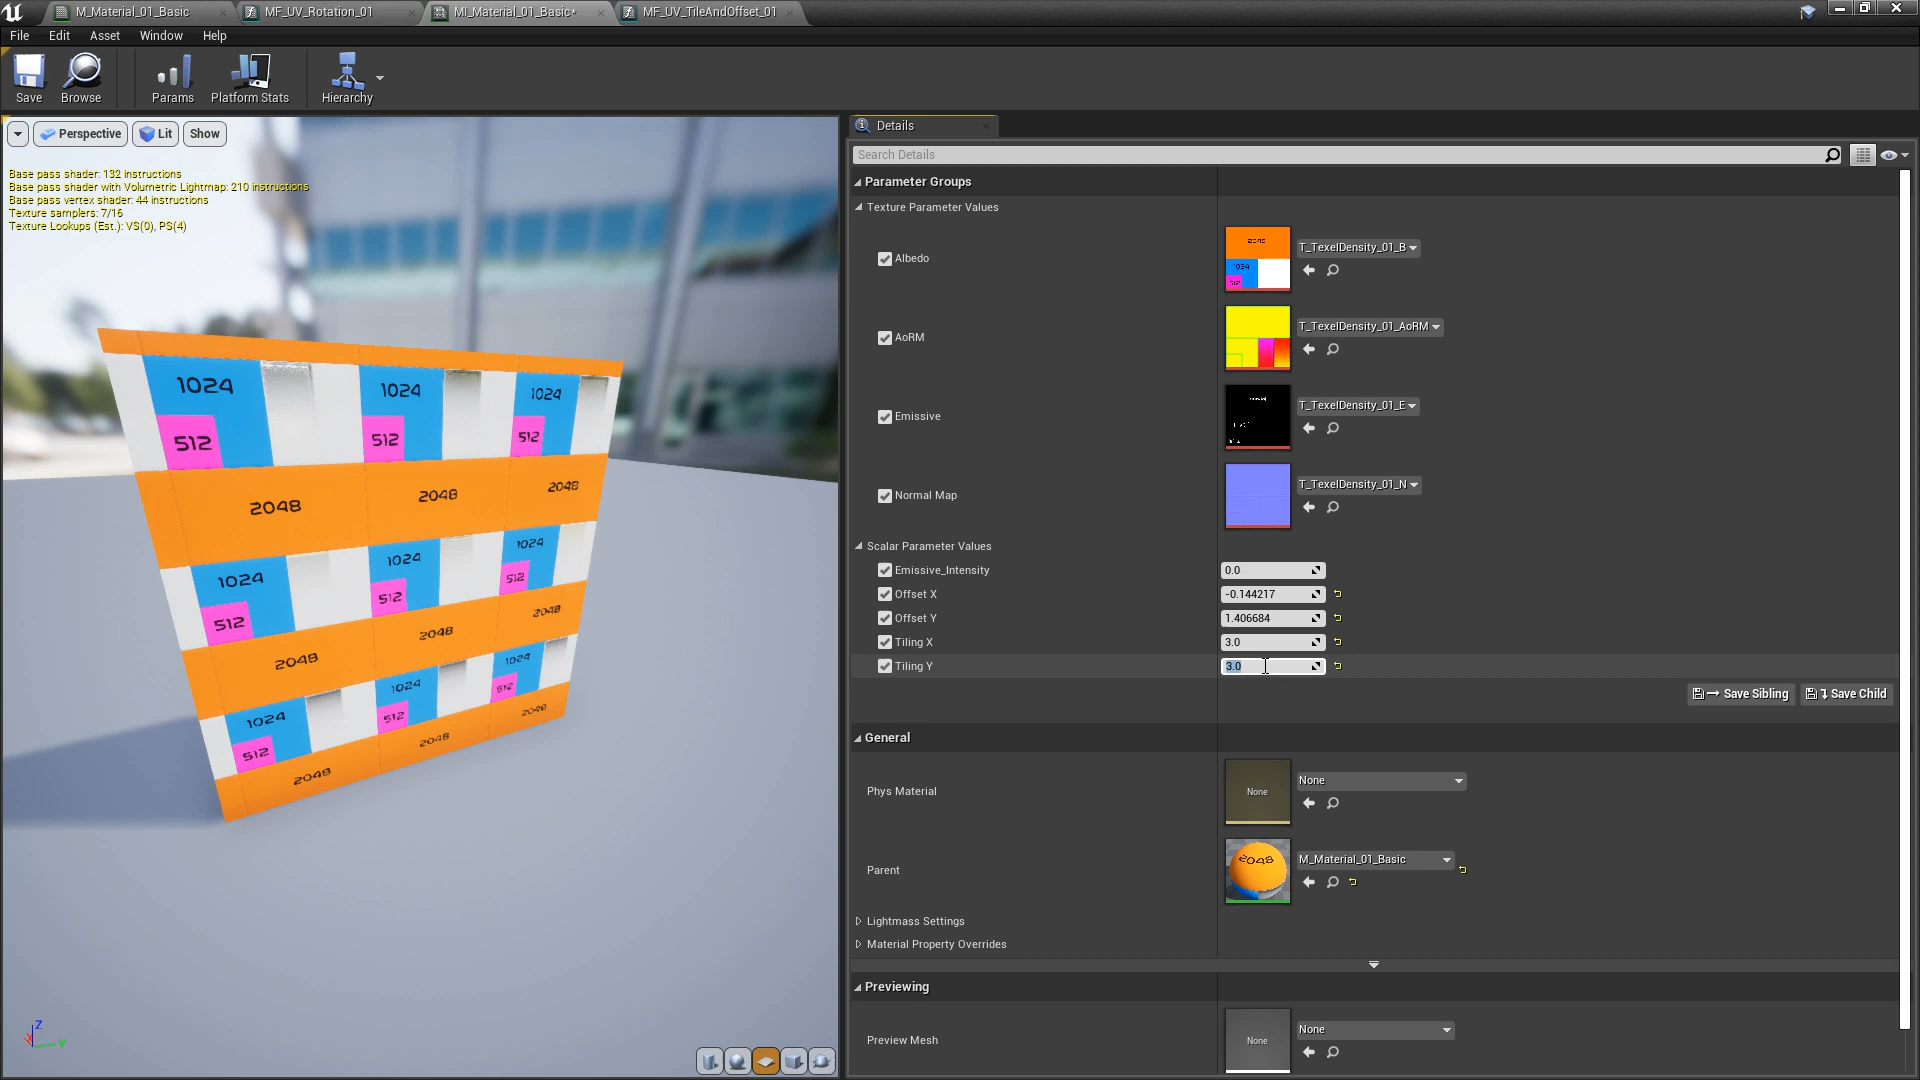 M_Material_01_Basic
MF_UV_Rotation_01
MI_Material_01_Basic*
MF_UV_TileAndOffset_01
File Edit Asset Window Help
Save Browse Params Platform Stats Hierarchy
Perspective Lit Show
Base pass shader: 132 instructions
Base pass shader with Volumetric Lightmap: 210 instructions
Base pass vertex shader: 44 instructions
Texture samplers: 7/16
Texture Lookups (Est.): VS(0), PS(4)
1024 1024 1024
512 512 512
2048 2048 2048
1024 1024 1024
512 512 512
2048 2048 2048
1024 1024 1024
512 512 512
2048 2048 2048
Z
Y
Details
Search Details
Parameter Groups
Texture Parameter Values
Albedo
2048
1024
512
T_TexelDensity_01_B
AoRM
T_TexelDensity_01_AoRM
Emissive
T_TexelDensity_01_E
Normal Map
T_TexelDensity_01_N
Scalar Parameter Values
Emissive_Intensity 0.0
Offset X -0.144217
Offset Y 1.406684
Tiling X 3.0
Tiling Y 3.0
Save Sibling Save Child
General
Phys Material
None
None
Parent
2048
M_Material_01_Basic
Lightmass Settings
Material Property Overrides
Previewing
Preview Mesh
None
None